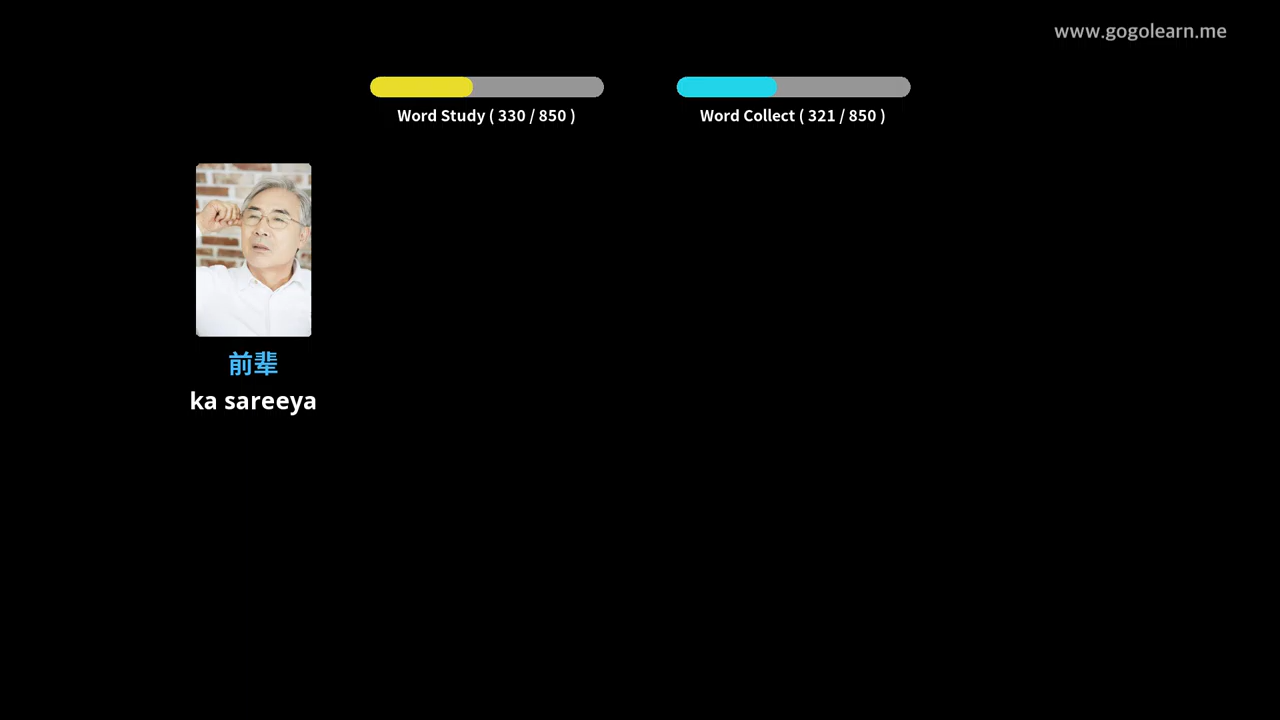 www.gogolearn.me
Word Study ( 330 / 850 )
Word Collect ( 321 / 850 )
前辈
ka sareeya